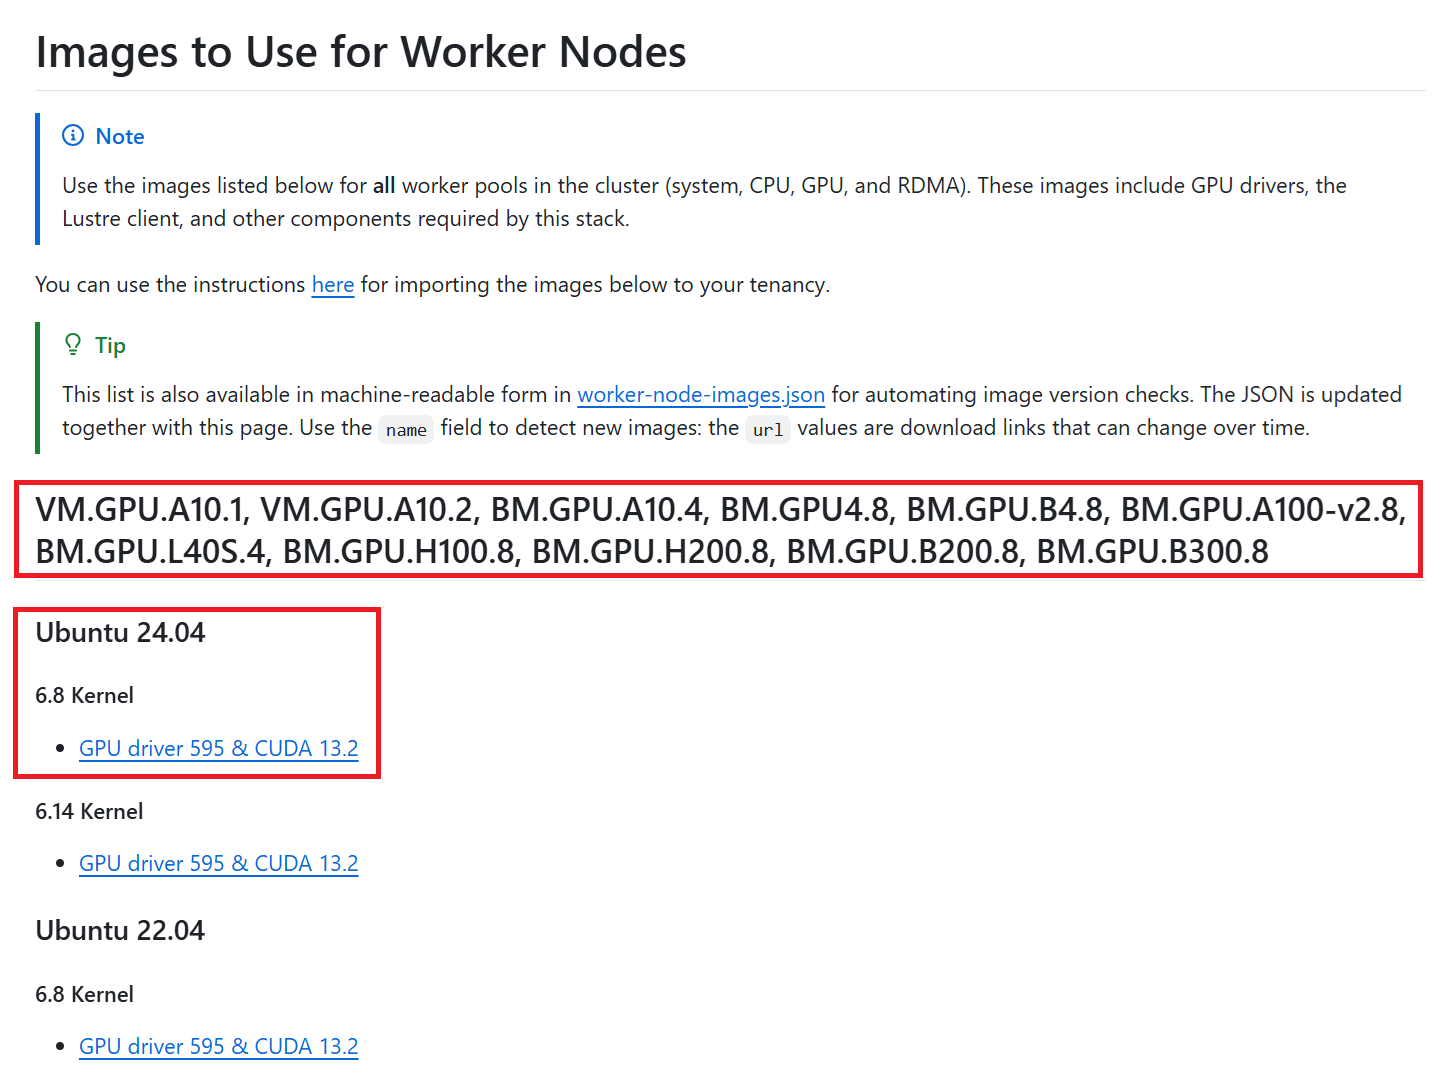 Images to Use for Worker Nodes
Note
Use the images listed below for all worker pools in the cluster (system, CPU, GPU, and RDMA). These images include GPU drivers, the
Lustre client, and other components required by this stack.
You can use the instructions here for importing the images below to your tenancy.
Tip
This list is also available in machine-readable form in worker-node-images.json for automating image version checks. The JSON is updated
together with this page. Use the name field to detect new images: the url values are download links that can change over time.
VM.GPU.A10.1, VM.GPU.A10.2, BM.GPU.A10.4, BM.GPU4.8, BM.GPU.B4.8, BM.GPU.A100-v2.8,
BM.GPU.L40S.4, BM.GPU.H100.8, BM.GPU.H200.8, BM.GPU.B200.8, BM.GPU.B300.8
Ubuntu 24.04
6.8 Kernel
• GPU driver 595 & CUDA 13.2
6.14 Kernel
• GPU driver 595 & CUDA 13.2
Ubuntu 22.04
6.8 Kernel
• GPU driver 595 & CUDA 13.2